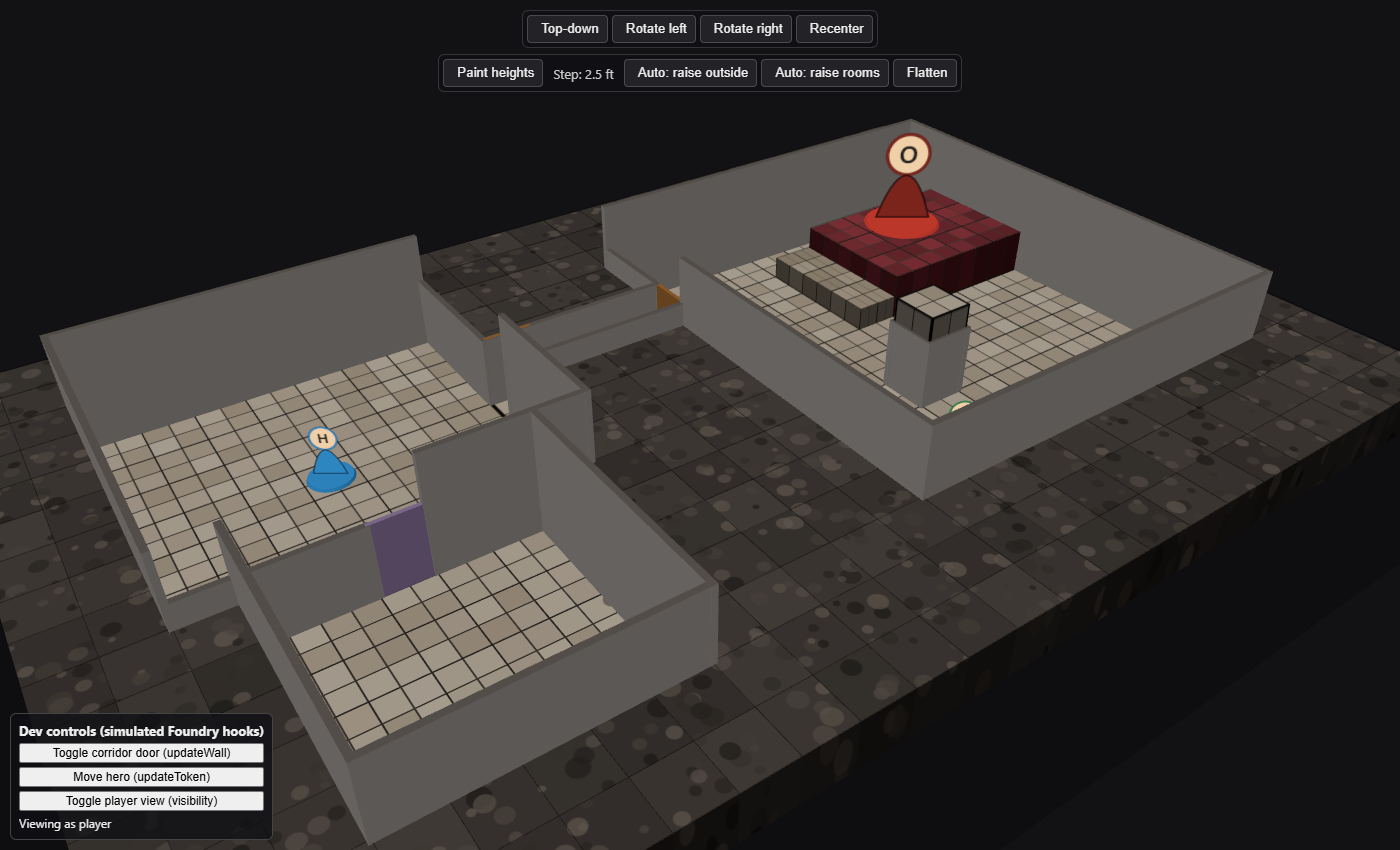 Top-down Rotate left Rotate right Recenter
Paint heights Step: 2.5 ft Auto: raise outside Auto: raise rooms Flatten
O
H
Dev controls (simulated Foundry hooks)
Toggle corridor door (updateWall)
Move hero (updateToken)
Toggle player view (visibility)
Viewing as player